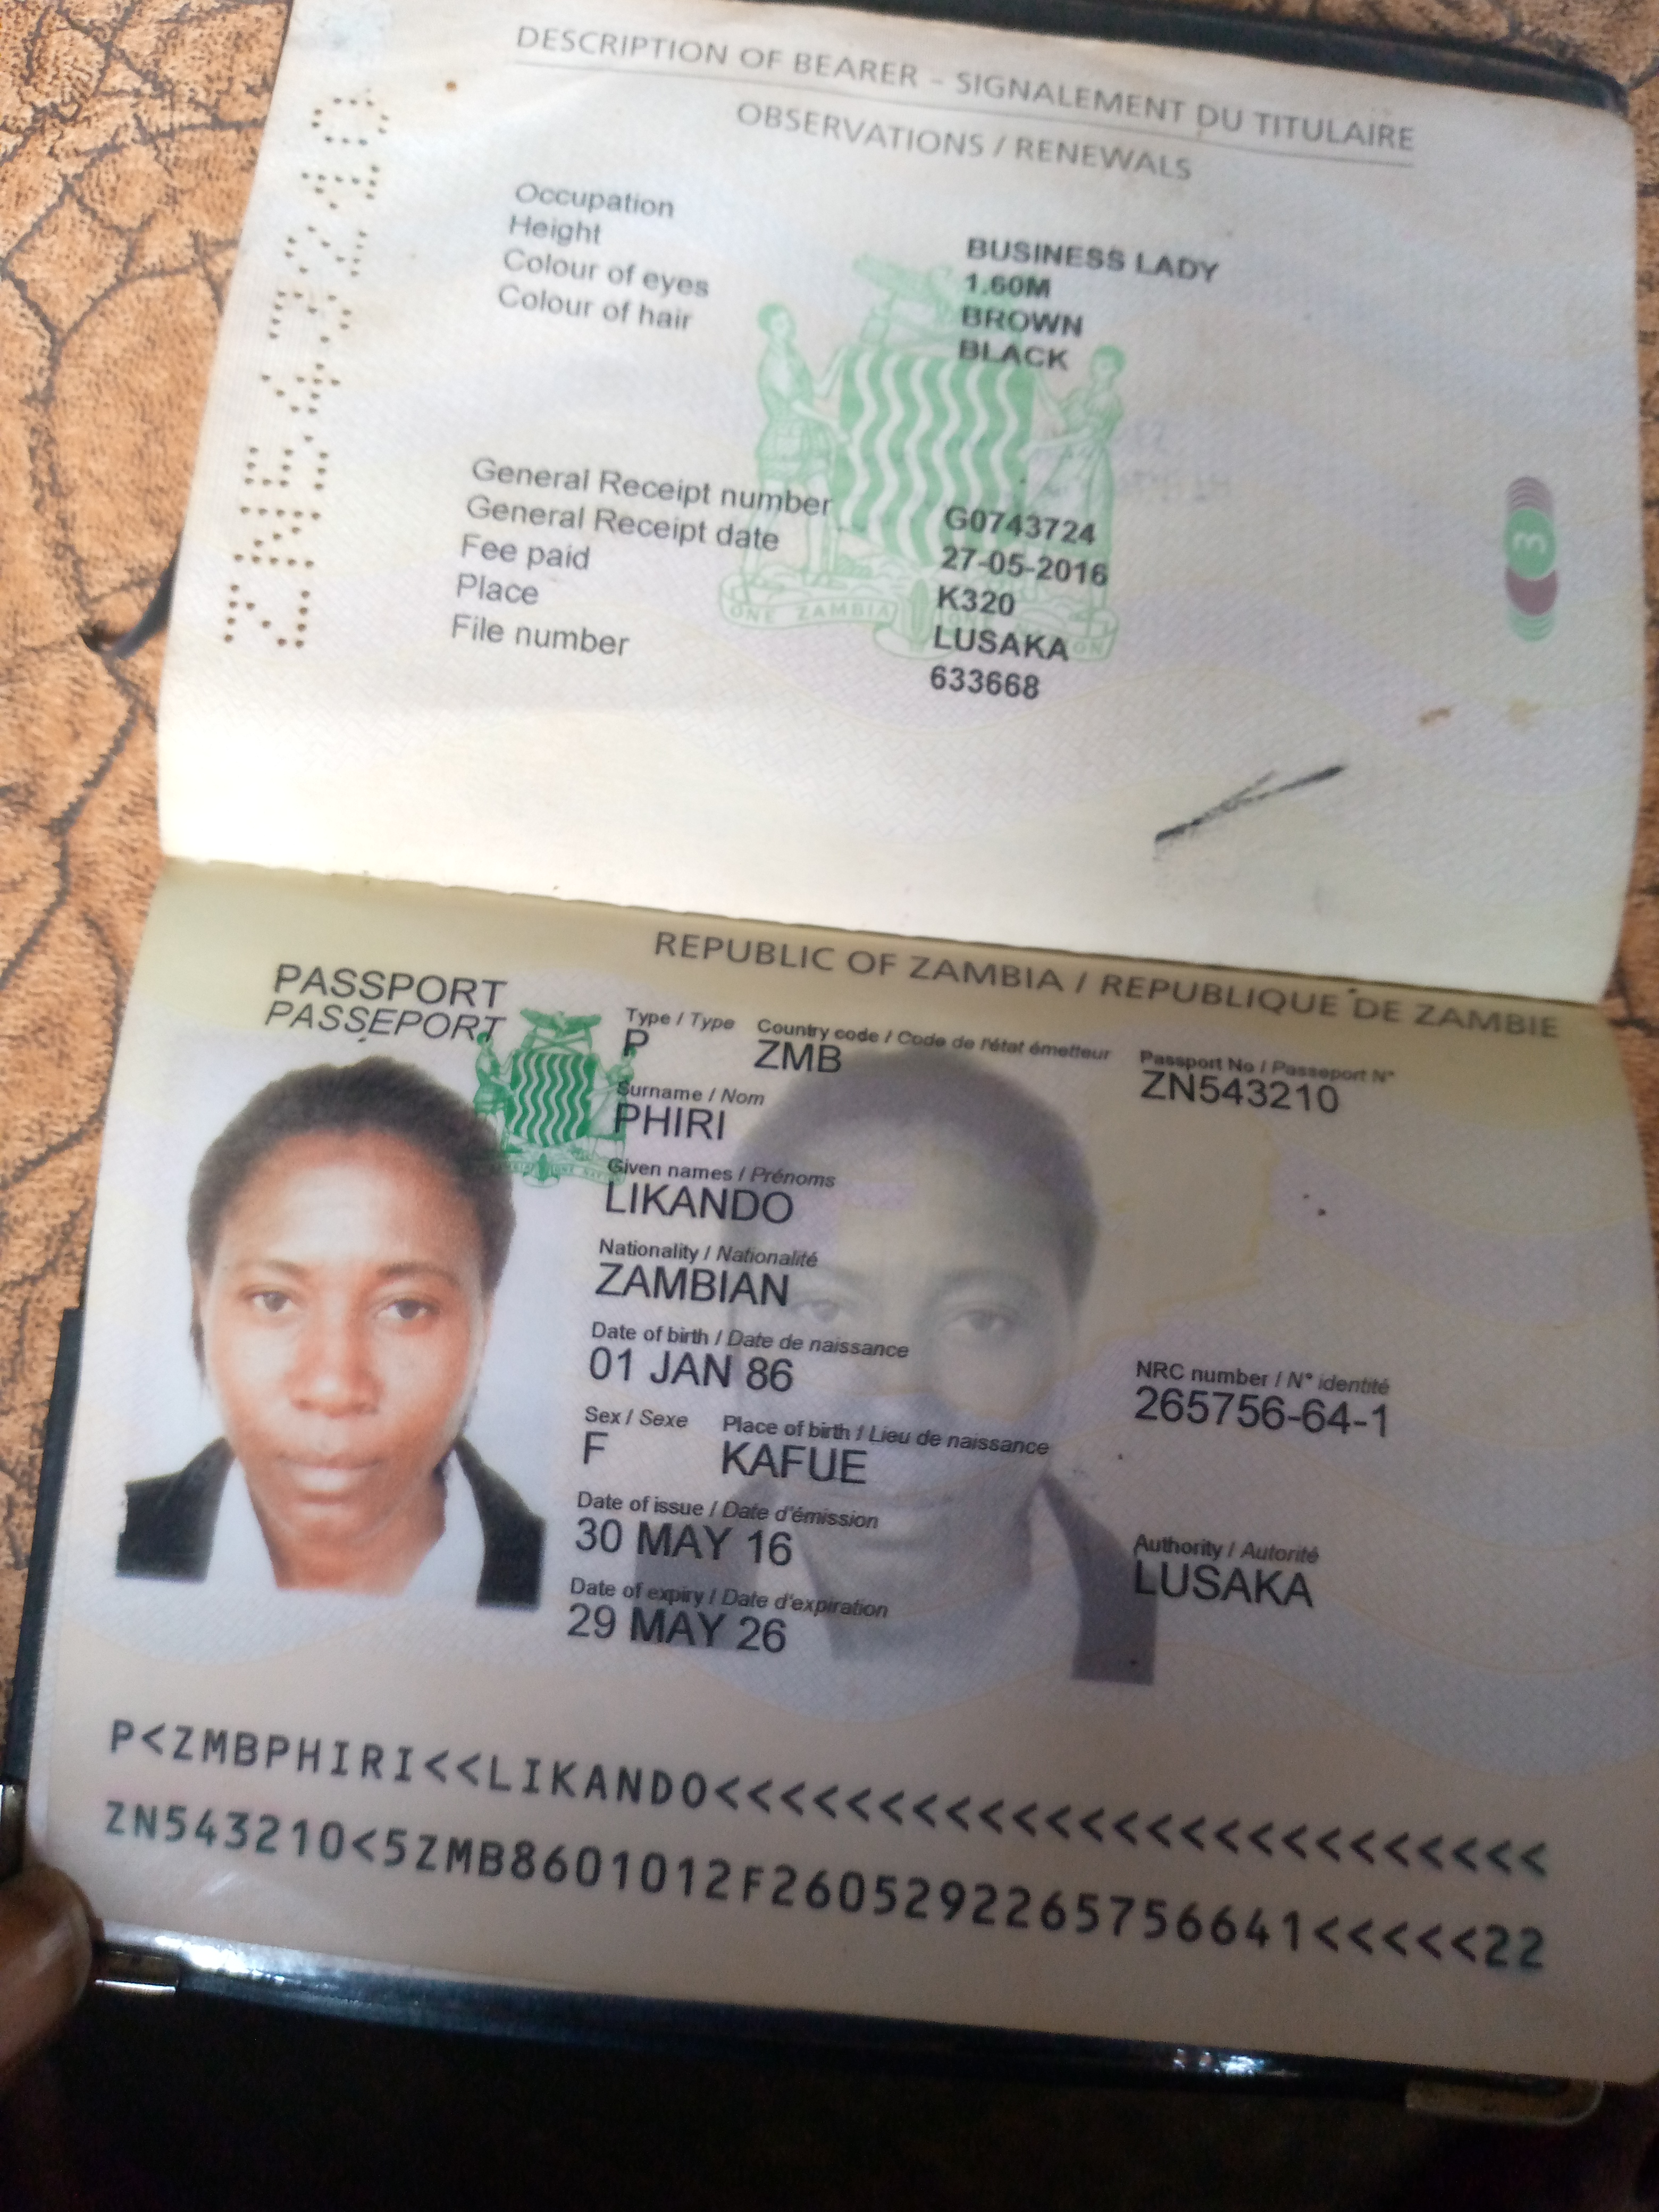 DESCRIPTION OF BEARER – SIGNALEMENT DU TITULAIRE
OBSERVATIONS / RENEWALS
Occupation BUSINESS LADY
Height 1.60M
Colour of eyes BROWN
Colour of hair BLACK
General Receipt number G0743724
General Receipt date 27-05-2016
Fee paid K320
Place LUSAKA
File number 633668
ONE ZAMBIA
3
ZN543210
REPUBLIC OF ZAMBIA / REPUBLIQUE DE ZAMBIE
PASSPORT
PASSEPORT
Type / Type Country code / Code de l'état émetteur Passport No / Passeport N°
P ZMB ZN543210
Surname / Nom
PHIRI
Given names / Prénoms
LIKANDO
Nationality / Nationalité
ZAMBIAN
Date of birth / Date de naissance NRC number / N° identité
01 JAN 86 265756-64-1
Sex / Sexe Place of birth / Lieu de naissance
F KAFUE
Date of issue / Date d'émission Authority / Autorité
30 MAY 16 LUSAKA
Date of expiry / Date d'expiration
29 MAY 26
P<ZMBPHIRI<<LIKANDO<<<<<<<<<<<<<<<<<<<<<<<<<
ZN543210<5ZMB8601012F2605292265756641<<<<<22